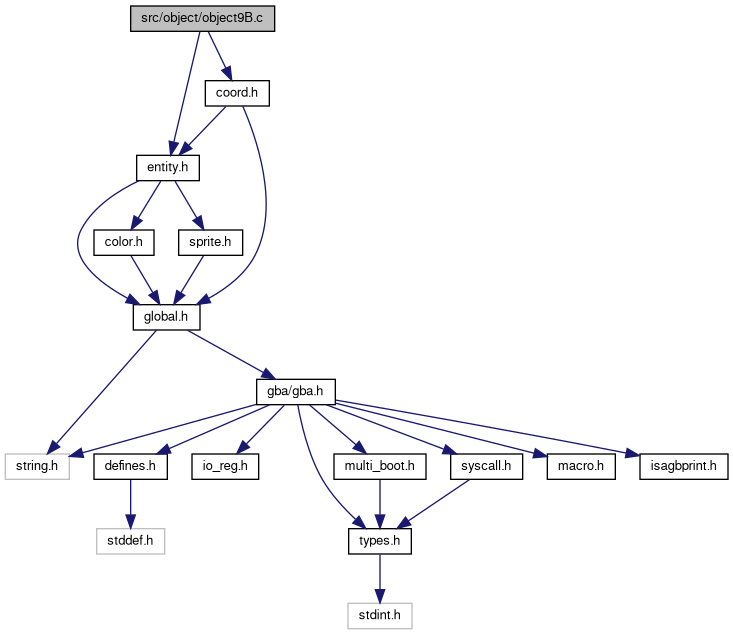 src/object/object9B.c
coord.h
entity.h
color.h
sprite.h
global.h
gba/gba.h
string.h
defines.h
io_reg.h
multi_boot.h
syscall.h
macro.h
isagbprint.h
stddef.h
types.h
stdint.h